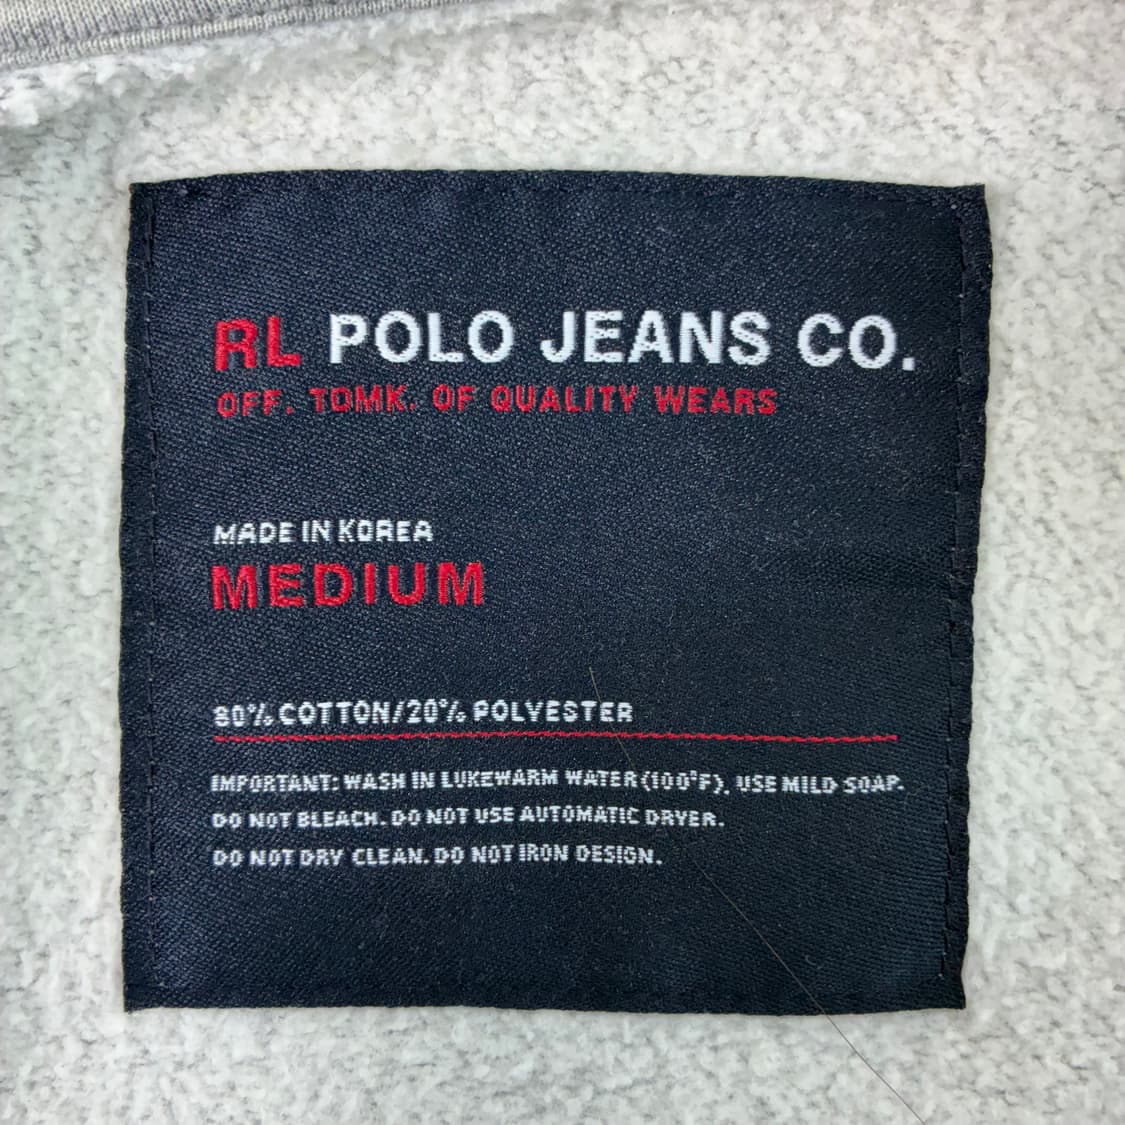 RL POLO JEANS CO.
OFF. TDMK. OF QUALITY WEARS
MADE IN KOREA
MEDIUM
80% COTTON/20% POLYESTER
IMPORTANT: WASH IN LUKEWARM WATER (100°F), USE MILD SOAP.
DO NOT BLEACH. DO NOT USE AUTOMATIC DRYER.
DO NOT DRY CLEAN. DO NOT IRON DESIGN.